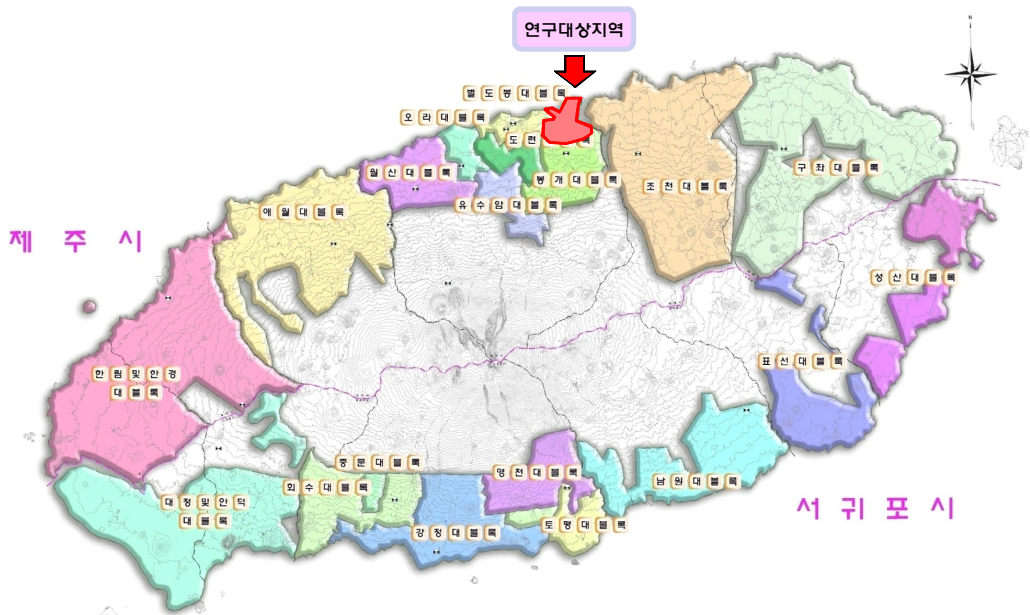 연구대상지역
N
별도봉대블록
오라대블록
도련
월산대블록
봉개대블록
조천대블록
구좌대블록
유수암대블록
애월대블록
제 주 시
성산대블록
표선대블록
한림및한경
대블록
중문대블록
영천대블록
회수대블록
남원대블록
대정및안덕
대블록
서 귀 포 시
토평대블록
강정대블록